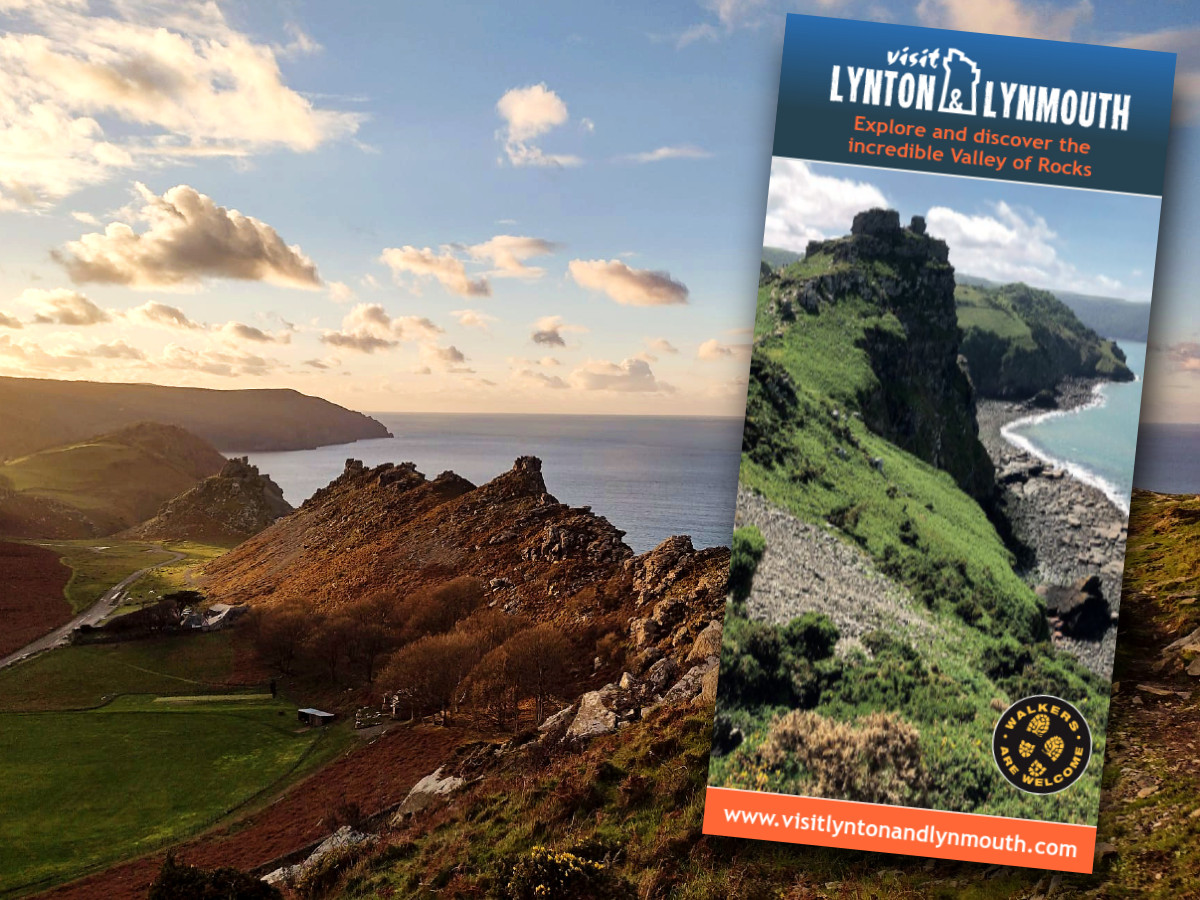 visit
LYNTON & LYNMOUTH
Explore and discover the
incredible Valley of Rocks
WALKERS
ARE WELCOME
www.visitlyntonandlynmouth.com